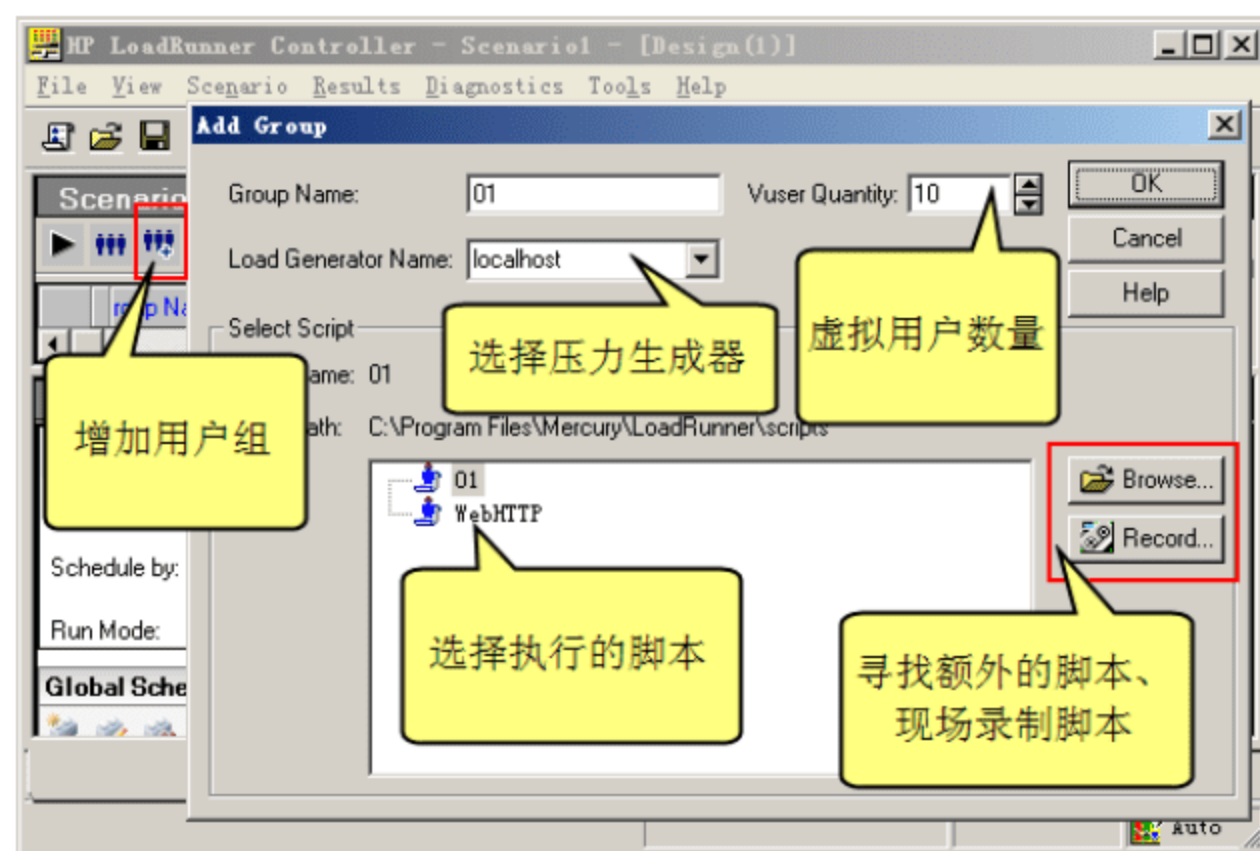 HP LoadRunner Controller - Scenario1 - [Design(1)]
File View Scenario Results Diagnostics Tools Help
Add Group
Scenario
Group Name: 01
Vuser Quantity: 10
OK
Load Generator Name: localhost
Cancel
Help
Select Script
虚拟用户数量
选择压力生成器
ame: 01
增加用户组
ath: C:\Program Files\Mercury\LoadRunner\scripts
01
WebHTTP
Browse...
Record...
Schedule by:
Run Mode:
选择执行的脚本
寻找额外的脚本、
现场录制脚本
Global Sche
Auto